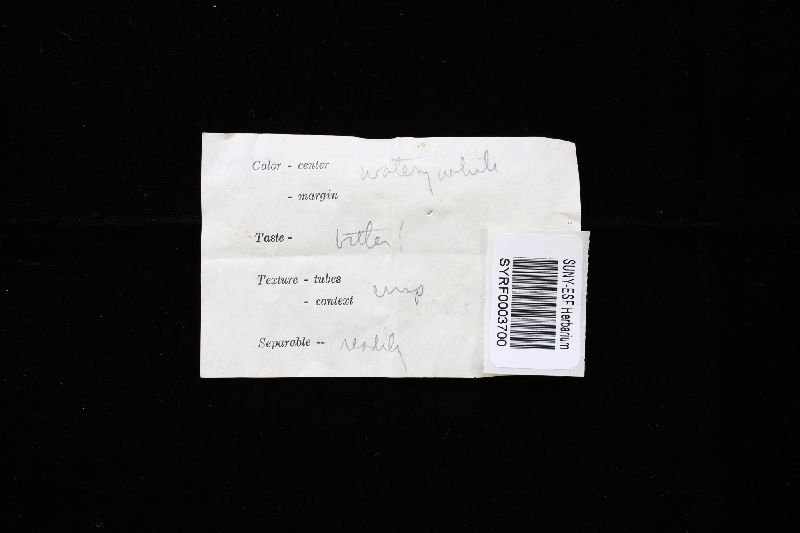 Color - center watery white
- margin
Taste - bitter!
Texture - tubes
- context crisp
Separable -- readily
SUNY-ESF Herbarium
SYRF0003700